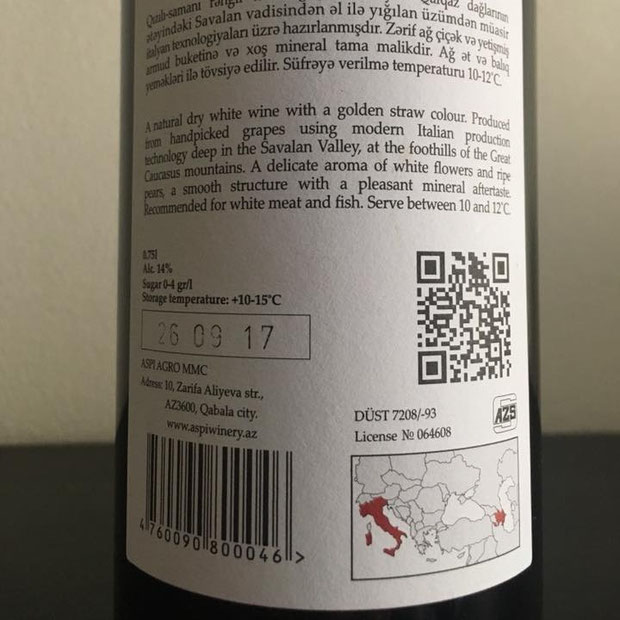 Qızılı-saman rəngli
dağlarının
ətəyindəki Savalan vadisindən əl ilə yığılan üzümdən müasir
italyan texnologiyaları üzrə hazırlanmışdır. Zərif ağ çiçək və yetişmiş
armud buketinə və xoş mineral tama malikdir. Ağ ət və balıq
yeməkləri ilə tövsiyə edilir. Süfrəyə verilmə temperaturu 10-12°C
A natural dry white wine with a golden straw colour. Produced
from handpicked grapes using modern Italian production
technology deep in the Savalan Valley, at the foothills of the Great
Caucasus mountains. A delicate aroma of white flowers and ripe
pears, a smooth structure with a pleasant mineral aftertaste.
Recommended for white meat and fish. Serve between 10 and 12°C
0,75l
Alc. 14%
Sugar 0-4 gr/l
Storage temperature: +10-15°C
26 09 17
ASPI AGRO MMC
Adress: 10, Zarifa Aliyeva str.,
AZ3600, Qabala city.
www.aspiwinery.az
4 760090 800046 >
DÜST 7208/-93
License № 064608
AZS